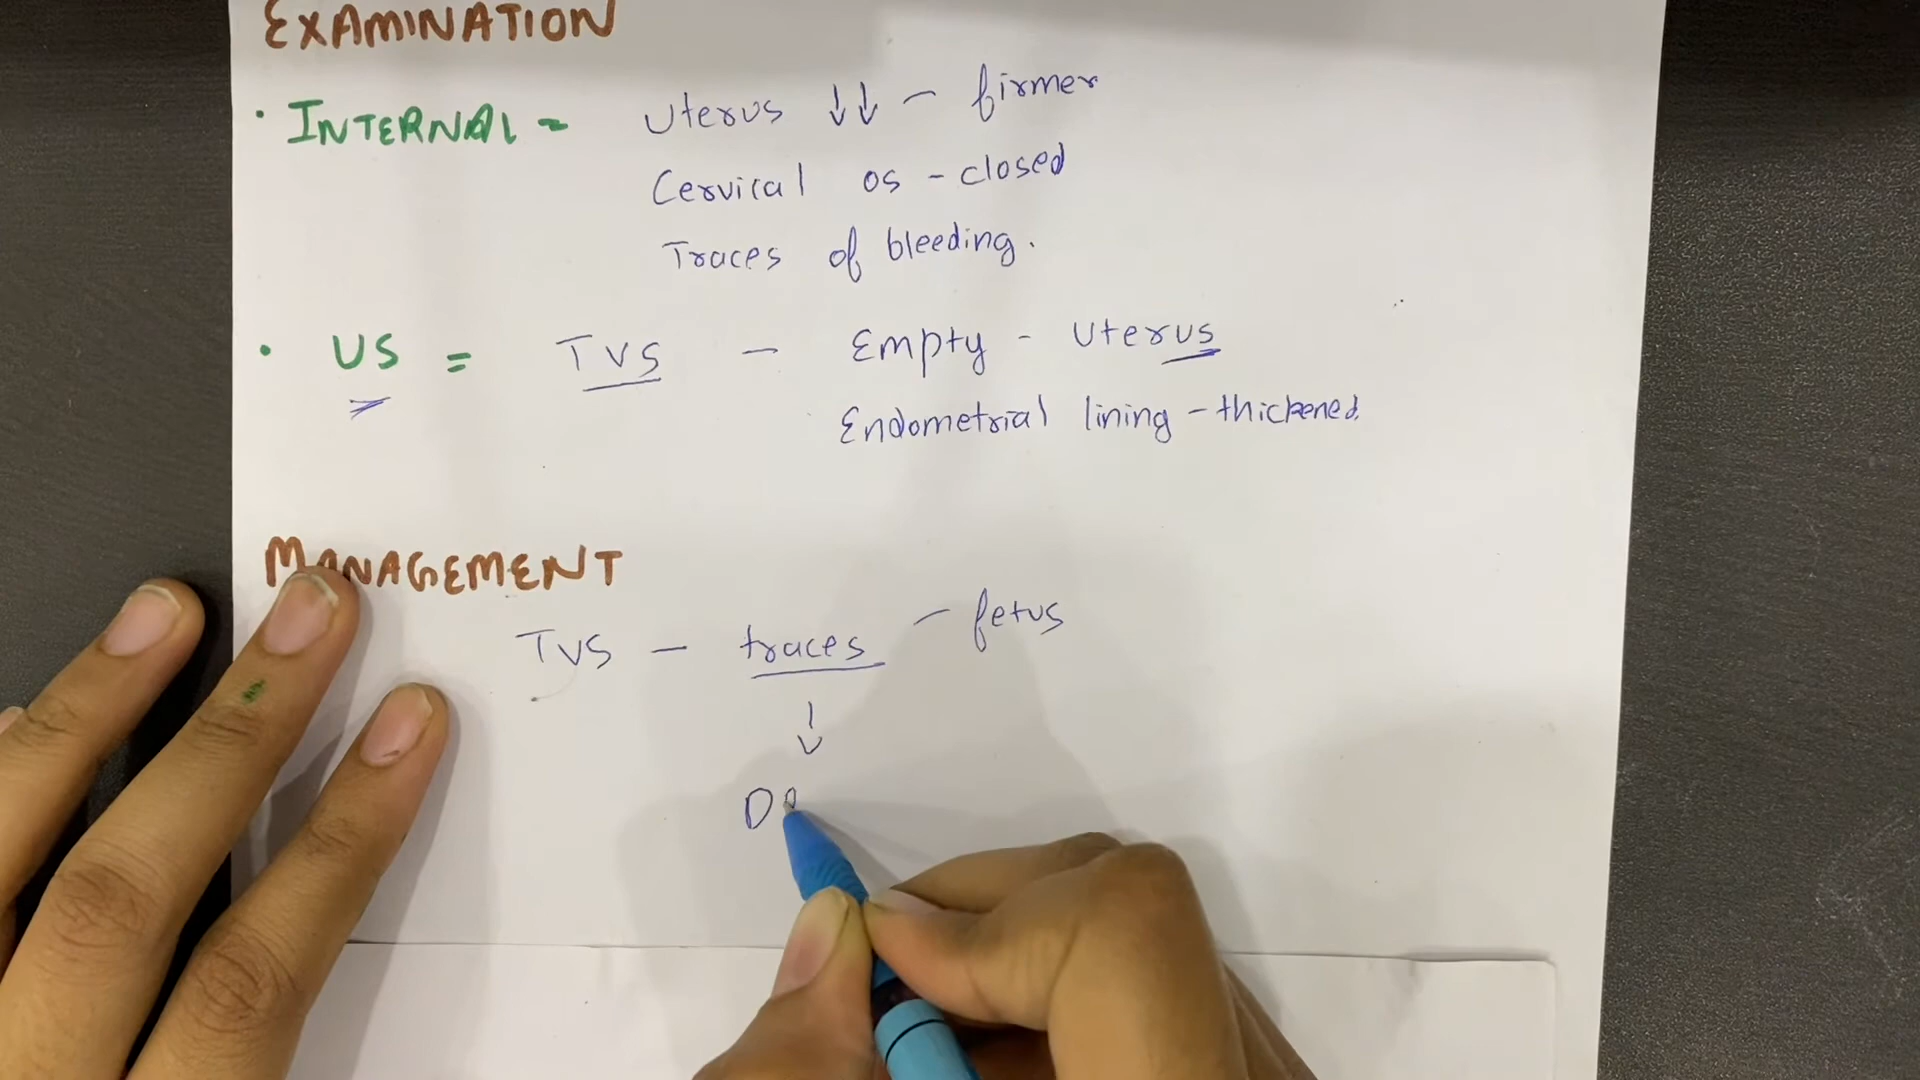 EXAMINATION
· INTERNAL = Uterus ↓↓ – firmer
Cervical os - closed
Traces of bleeding.
· US = TVS – Empty - Uterus
Endometrial lining - thickened
MANAGEMENT
TVS – traces – fetus
↓
D